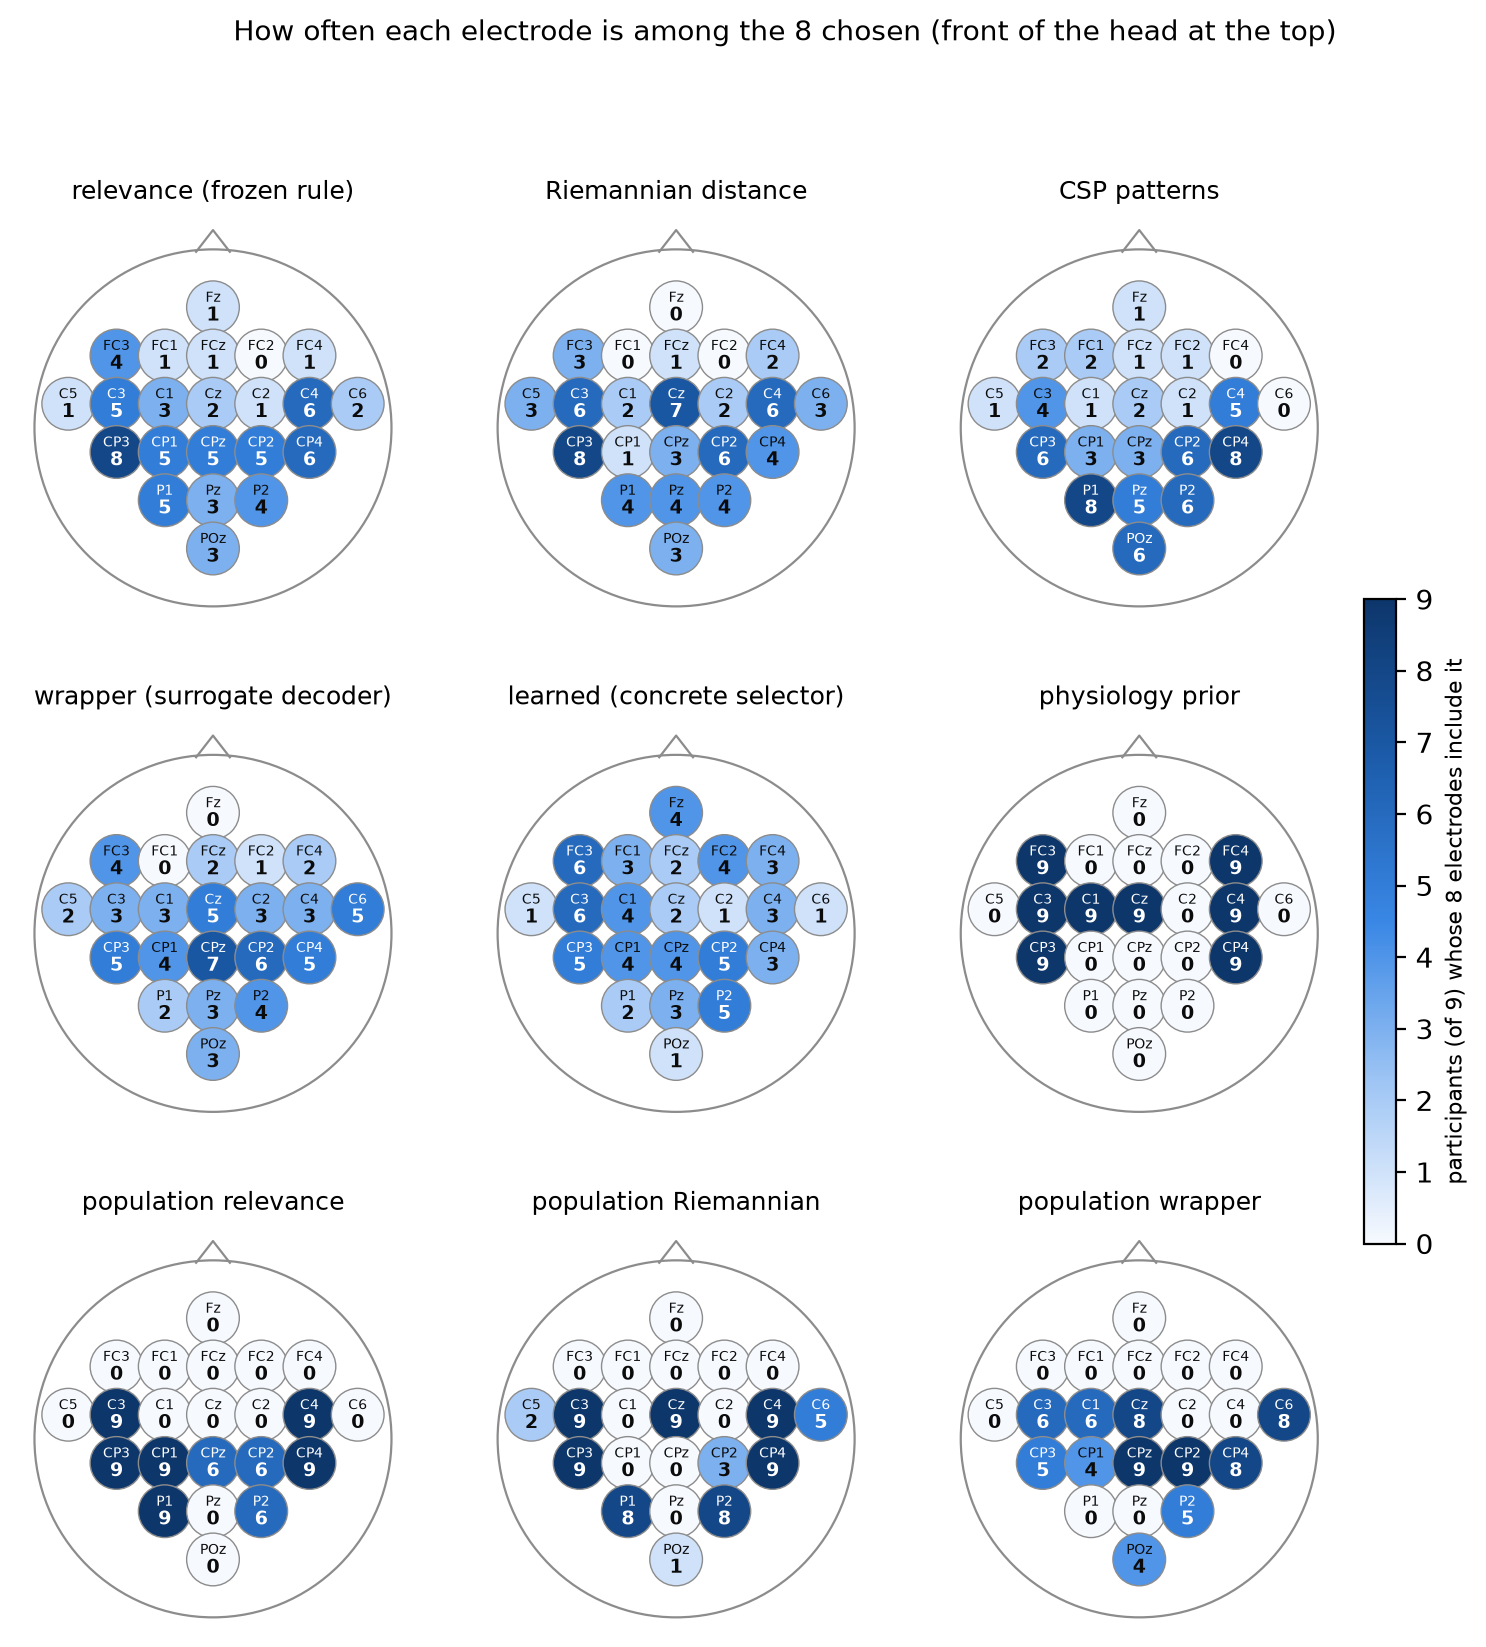 How often each electrode is among the 8 chosen (front of the head at the top)
relevance (frozen rule)
Fz
1
FC3 FC1 FCz FC2 FC4
4 1 1 0 1
C5 C3 C1 Cz C2 C4 C6
1 5 3 2 1 6 2
CP3 CP1 CPz CP2 CP4
8 5 5 5 6
P1 Pz P2
5 3 4
POz
3
Riemannian distance
Fz
0
FC3 FC1 FCz FC2 FC4
3 0 1 0 2
C5 C3 C1 Cz C2 C4 C6
3 6 2 7 2 6 3
CP3 CP1 CPz CP2 CP4
8 1 3 6 4
P1 Pz P2
4 4 4
POz
3
CSP patterns
Fz
1
FC3 FC1 FCz FC2 FC4
2 2 1 1 0
C5 C3 C1 Cz C2 C4 C6
1 4 1 2 1 5 0
CP3 CP1 CPz CP2 CP4
6 3 3 6 8
P1 Pz P2
8 5 6
POz
6
wrapper (surrogate decoder)
Fz
0
FC3 FC1 FCz FC2 FC4
4 0 2 1 2
C5 C3 C1 Cz C2 C4 C6
2 3 3 5 3 3 5
CP3 CP1 CPz CP2 CP4
5 4 7 6 5
P1 Pz P2
2 3 4
POz
3
learned (concrete selector)
Fz
4
FC3 FC1 FCz FC2 FC4
6 3 2 4 3
C5 C3 C1 Cz C2 C4 C6
1 6 4 2 1 3 1
CP3 CP1 CPz CP2 CP4
5 4 4 5 3
P1 Pz P2
2 3 5
POz
1
physiology prior
Fz
0
FC3 FC1 FCz FC2 FC4
9 0 0 0 9
C5 C3 C1 Cz C2 C4 C6
0 9 9 9 0 9 0
CP3 CP1 CPz CP2 CP4
9 0 0 0 9
P1 Pz P2
0 0 0
POz
0
population relevance
Fz
0
FC3 FC1 FCz FC2 FC4
0 0 0 0 0
C5 C3 C1 Cz C2 C4 C6
0 9 0 0 0 9 0
CP3 CP1 CPz CP2 CP4
9 9 6 6 9
P1 Pz P2
9 0 6
POz
0
population Riemannian
Fz
0
FC3 FC1 FCz FC2 FC4
0 0 0 0 0
C5 C3 C1 Cz C2 C4 C6
2 9 0 9 0 9 5
CP3 CP1 CPz CP2 CP4
9 0 0 3 9
P1 Pz P2
8 0 8
POz
1
population wrapper
Fz
0
FC3 FC1 FCz FC2 FC4
0 0 0 0 0
C5 C3 C1 Cz C2 C4 C6
0 6 6 8 0 0 8
CP3 CP1 CPz CP2 CP4
5 4 9 9 8
P1 Pz P2
0 0 5
POz
4
9
8
7
6
5
4
3
2
1
0
participants (of 9) whose 8 electrodes include it